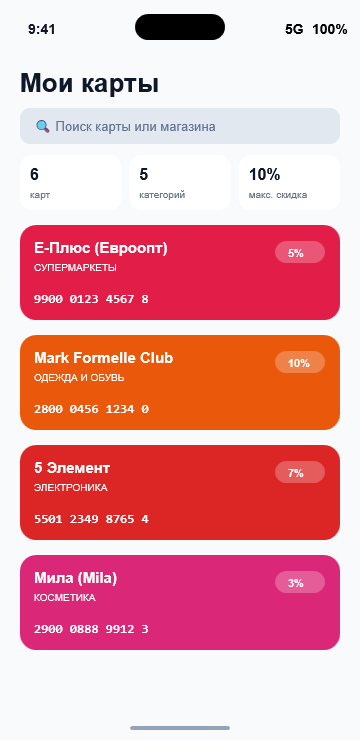 9:41
5G 100%
Мои карты
Поиск карты или магазина
6
карт
5
категорий
10%
макс. скидка
Е-Плюс (Евроопт)
5%
СУПЕРМАРКЕТЫ
9900 0123 4567 8
Mark Formelle Club
10%
ОДЕЖДА И ОБУВЬ
2800 0456 1234 0
5 Элемент
7%
ЭЛЕКТРОНИКА
5501 2349 8765 4
Мила (Mila)
3%
КОСМЕТИКА
2900 0888 9912 3